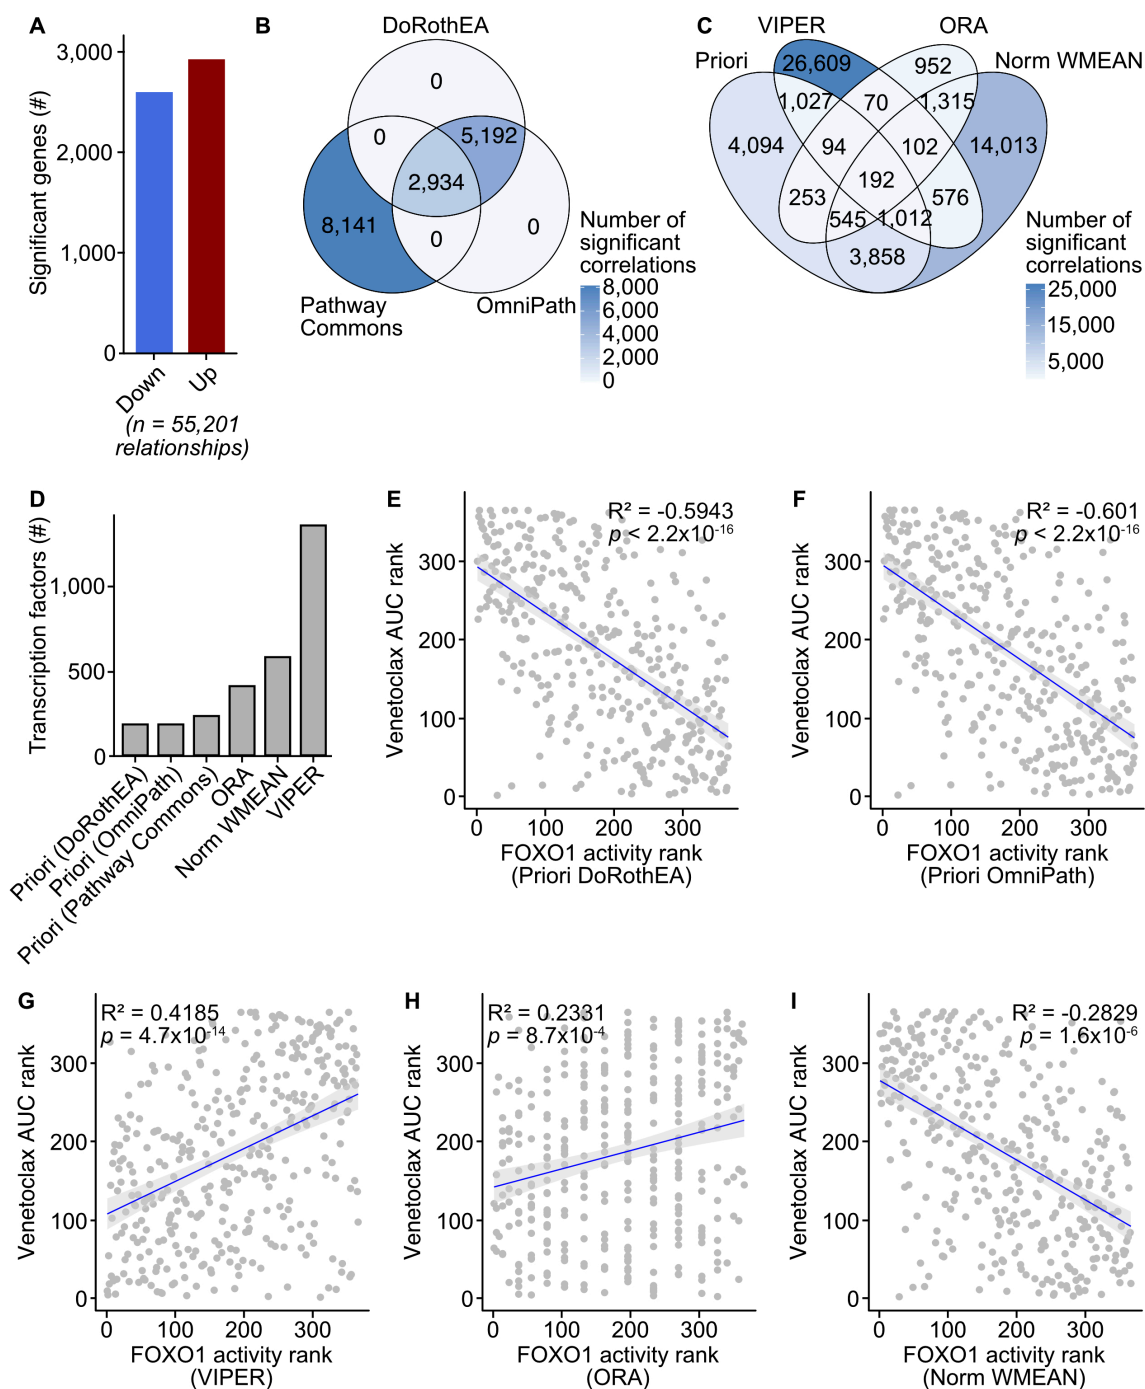 A
Significant genes (#)
3,000
2,000
1,000
0
Down
Up
(n = 55,201
relationships)
B
DoRothEA
0
0
5,192
2,934
8,141
0
0
Pathway
Commons
OmniPath
Number of
significant
correlations
8,000
6,000
4,000
2,000
0
C
VIPER
ORA
Priori
Norm WMEAN
26,609
952
1,027
70
1,315
4,094
94
102
14,013
192
253
576
545
1,012
3,858
Number of
significant
correlations
25,000
15,000
5,000
D
Transcription factors (#)
1,000
500
0
Priori (DoRothEA)
Priori (OmniPath)
Priori (Pathway Commons)
ORA
Norm WMEAN
VIPER
E
R² = -0.5943
p < 2.2x10-16
Venetoclax AUC rank
300
200
100
0
0 100 200 300
FOXO1 activity rank
(Priori DoRothEA)
F
R² = -0.601
p < 2.2x10-16
Venetoclax AUC rank
300
200
100
0
0 100 200 300
FOXO1 activity rank
(Priori OmniPath)
G
R² = 0.4185
p = 4.7x10-14
Venetoclax AUC rank
300
200
100
0
0 100 200 300
FOXO1 activity rank
(VIPER)
H
R² = 0.2331
p = 8.7x10-4
Venetoclax AUC rank
300
200
100
0
0 100 200 300
FOXO1 activity rank
(ORA)
I
R² = -0.2829
p = 1.6x10-6
Venetoclax AUC rank
300
200
100
0
0 100 200 300
FOXO1 activity rank
(Norm WMEAN)